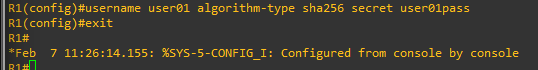 R1(config)#username user01 algorithm-type sha256 secret user01pass
R1(config)#exit
R1#
*Feb  7 11:26:14.155: %SYS-5-CONFIG_I: Configured from console by console
R1#